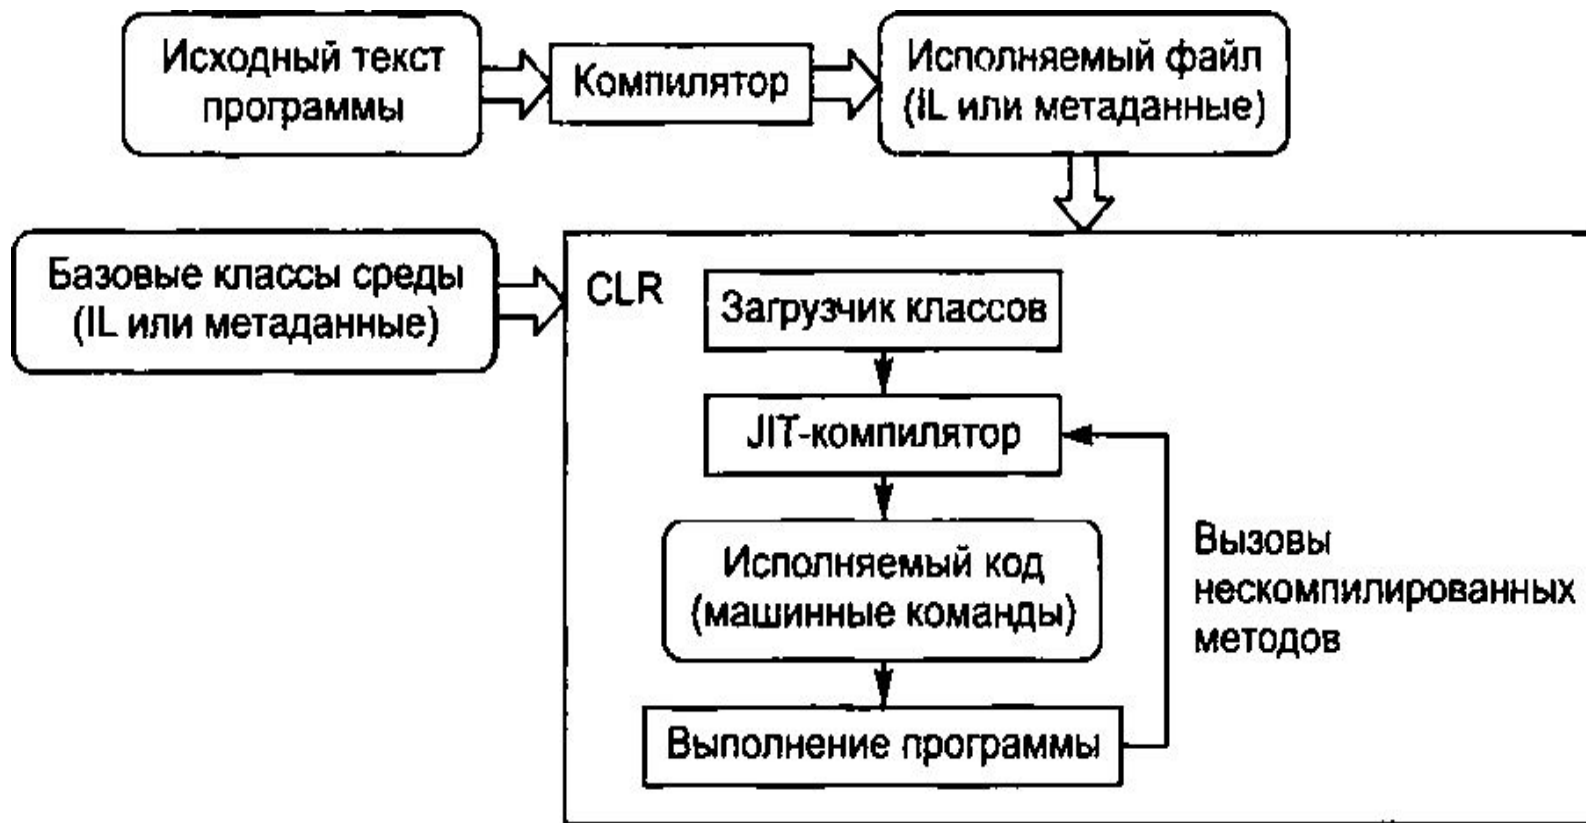 Исходный текст
программы
Компилятор
Исполняемый файл
(IL или метаданные)
Базовые классы среды
(IL или метаданные)
CLR
Загрузчик классов
JIT-компилятор
Исполняемый код
(машинные команды)
Выполнение программы
Вызовы
нескомпилированных
методов